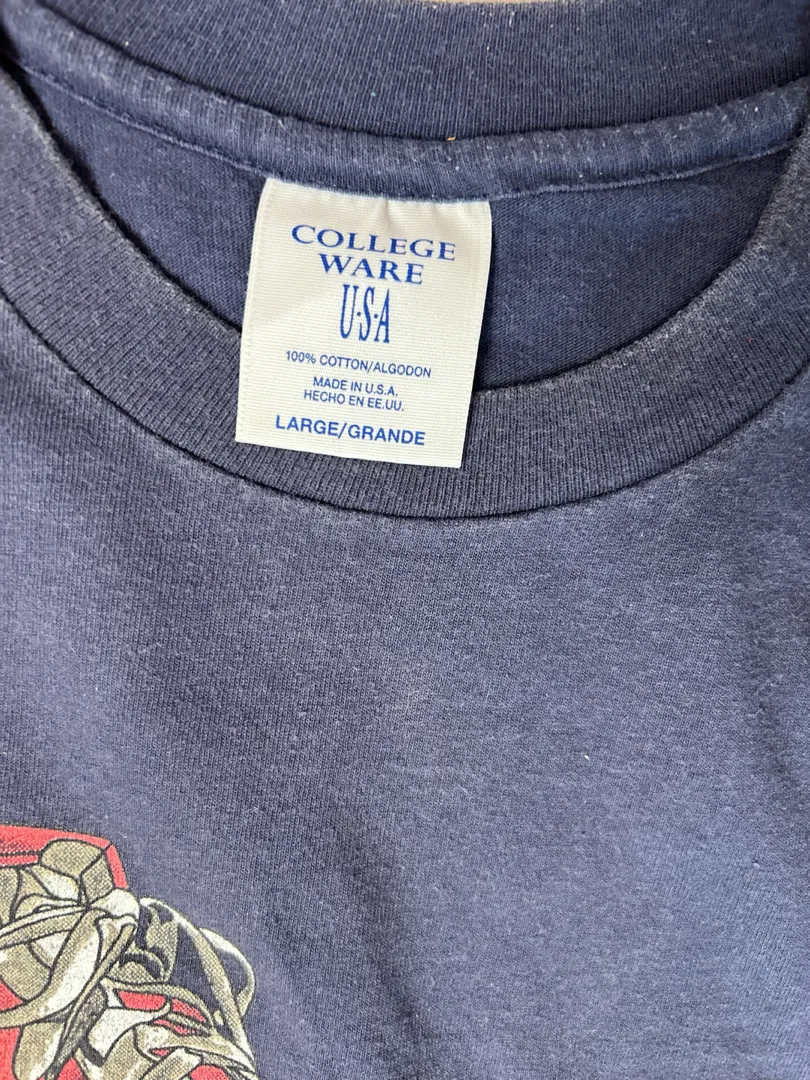 COLLEGE
WARE
U·S·A
100% COTTON/ALGODON
MADE IN U.S.A.
HECHO EN EE.UU.
LARGE/GRANDE